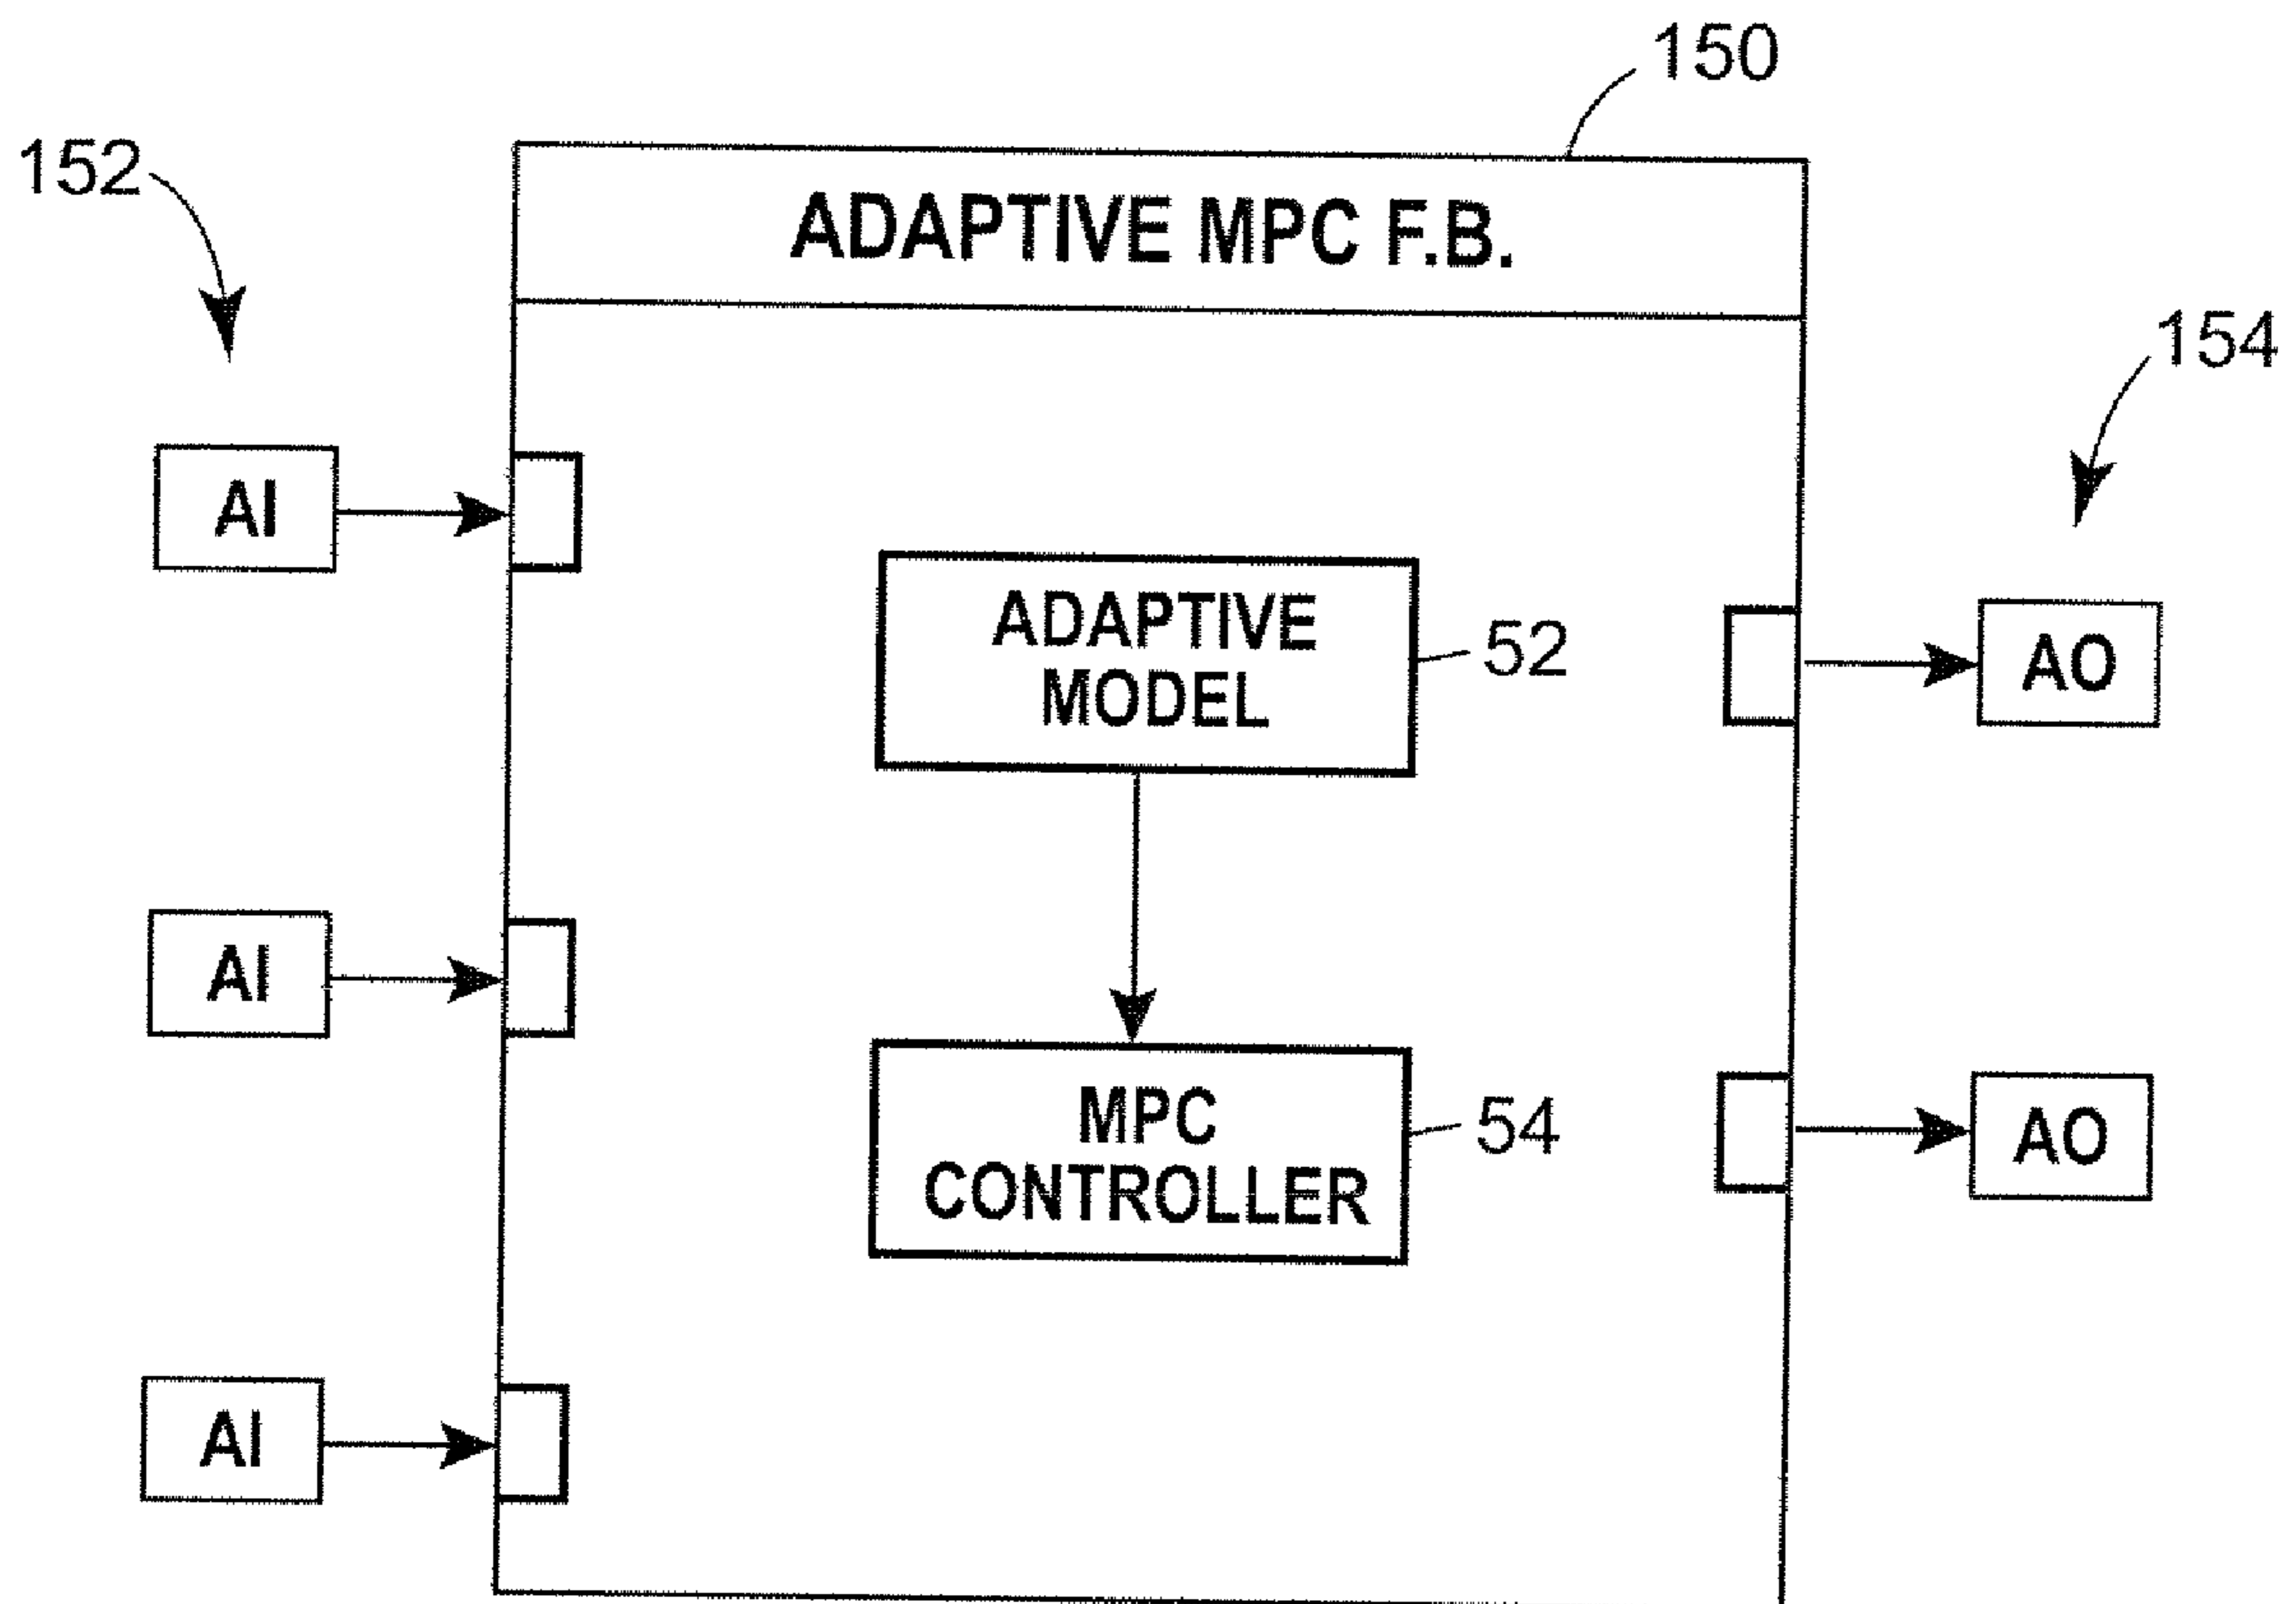 150
152
ADAPTIVE MPC F.B.
154
AI
ADAPTIVE
MODEL
52
AO
AI
MPC
CONTROLLER
54
AO
AI